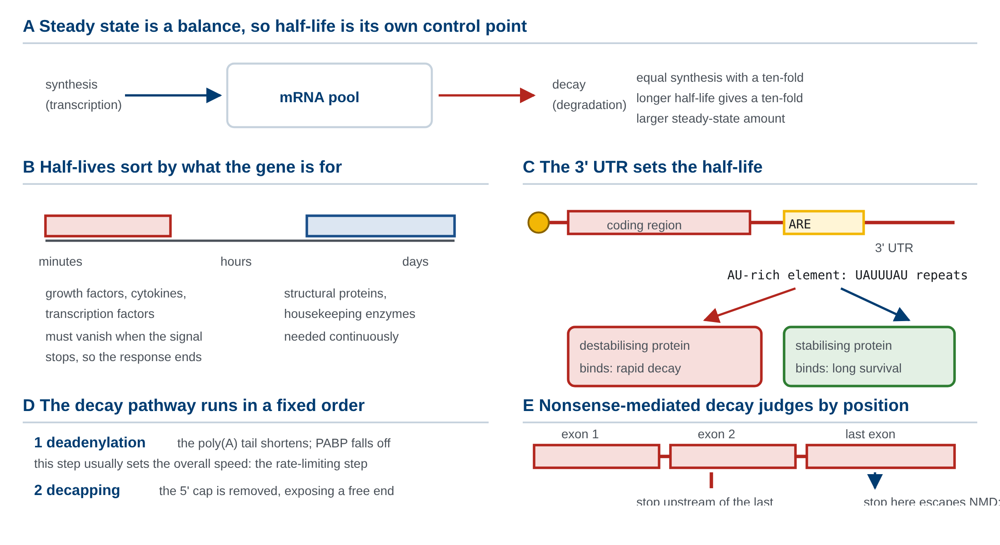 A Steady state is a balance, so half-life is its own control point
synthesis
(transcription)
mRNA pool
decay
(degradation)
equal synthesis with a ten-fold
longer half-life gives a ten-fold
larger steady-state amount
B Half-lives sort by what the gene is for
minutes
hours
days
growth factors, cytokines,
transcription factors
must vanish when the signal
stops, so the response ends
structural proteins,
housekeeping enzymes
needed continuously
C The 3' UTR sets the half-life
coding region
ARE
3' UTR
AU-rich element: UAUUUAU repeats
destabilising protein
binds: rapid decay
stabilising protein
binds: long survival
D The decay pathway runs in a fixed order
1 deadenylation
the poly(A) tail shortens; PABP falls off
this step usually sets the overall speed: the rate-limiting step
2 decapping
the 5' cap is removed, exposing a free end
E Nonsense-mediated decay judges by position
exon 1
exon 2
last exon
stop upstream of the last
stop here escapes NMD: